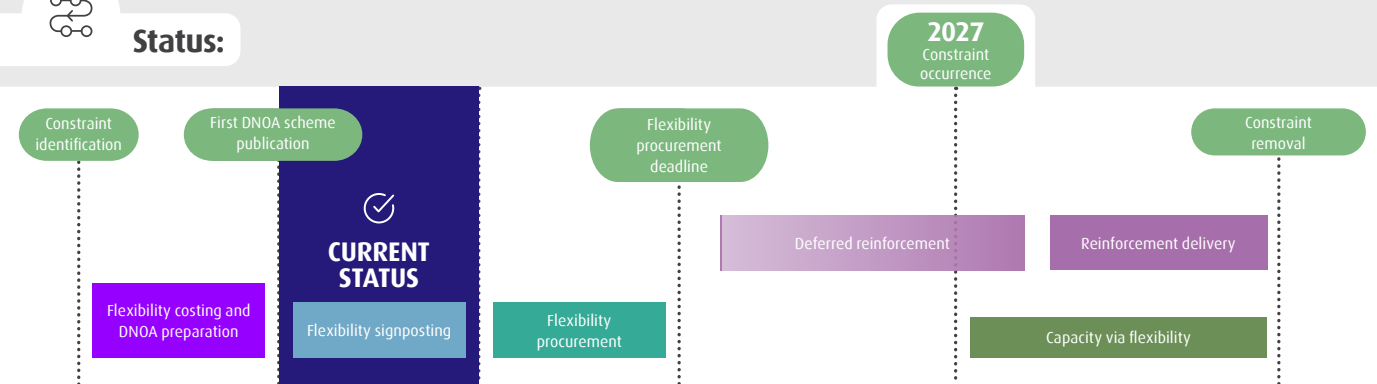 Status:
2027
Constraint
occurrence
Constraint
identification
First DNOA scheme
publication
Flexibility
procurement
deadline
Constraint
removal
CURRENT
STATUS
Deferred reinforcement
Reinforcement delivery
Flexibility costing and
DNOA preparation
Flexibility signposting
Flexibility
procurement
Capacity via flexibility